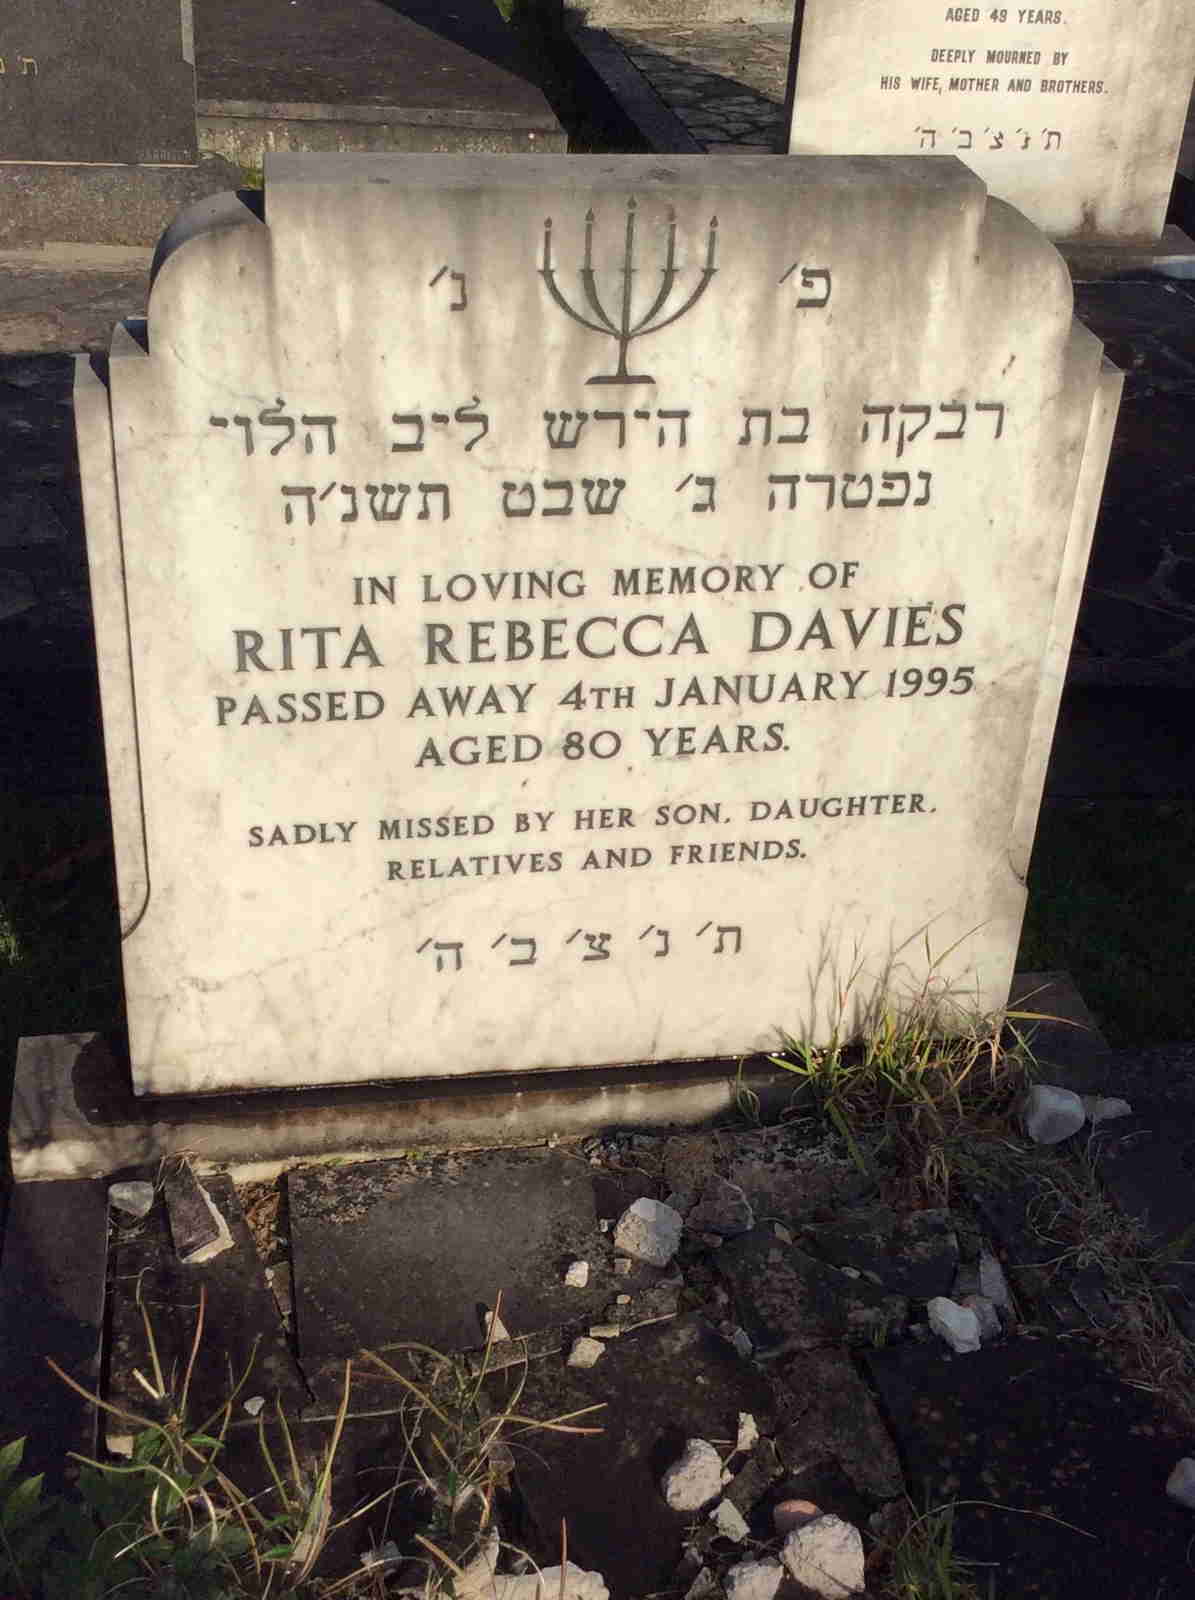 AGED 49 YEARS.
DEEPLY MOURNED BY
HIS WIFE, MOTHER AND BROTHERS.
ת׳ נ׳ צ׳ ב׳ ה׳
פ׳ נ׳
רבקה בת הירש ליב הלוי
נפטרה ג׳ שבט תשנ׳ה
IN LOVING MEMORY OF
RITA REBECCA DAVIES
PASSED AWAY 4TH JANUARY 1995
AGED 80 YEARS.
SADLY MISSED BY HER SON, DAUGHTER,
RELATIVES AND FRIENDS.
ת׳ נ׳ צ׳ ב׳ ה׳